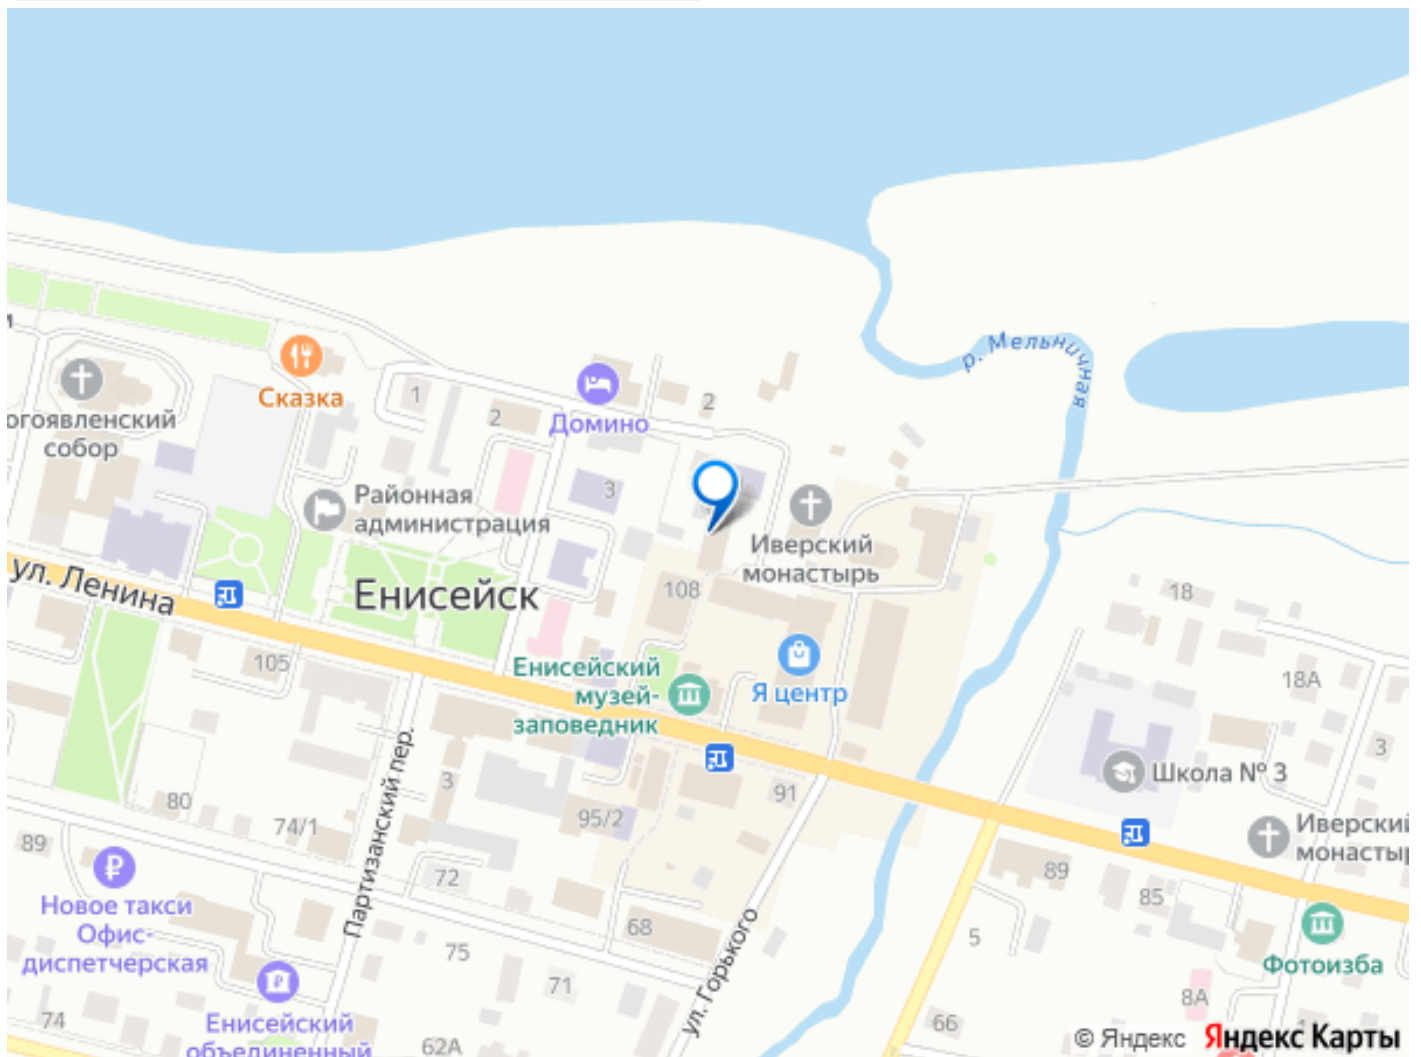 р. Мельничная
Сказка
1
2
Домино
2
огоявленский
собор
Районная
администрация
3
Иверский
монастырь
ул. Ленина
Енисейск
108
18
105
Енисейский
музей-
заповедник
Я центр
18А
3
Партизанский пер.
3
91
Школа № 3
80
74/1
95/2
Иверский
монастыр
89
72
89
85
Новое такси
Офис-
диспетчерская
68
75
ул. Горького
5
Фотоизба
71
8А
74
Енисейский
объединенный
62А
66
1
© Яндекс Яндекс Карты